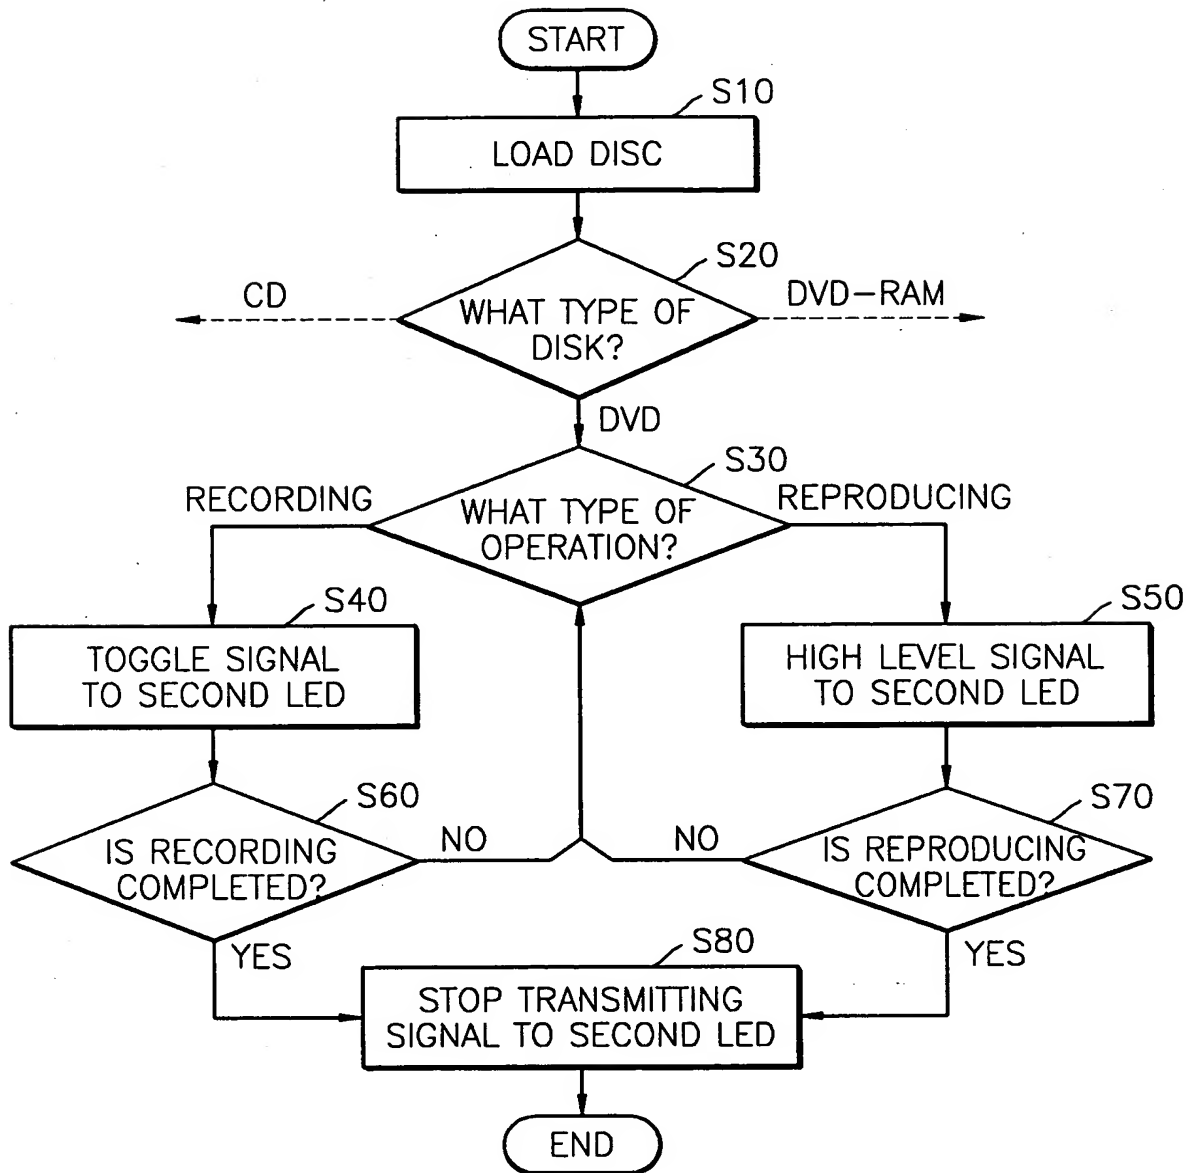 START
S10
LOAD DISC
S20
CD
DVD-RAM
WHAT TYPE OF
DISK?
DVD
S30
RECORDING
REPRODUCING
WHAT TYPE OF
OPERATION?
S40
S50
TOGGLE SIGNAL
TO SECOND LED
HIGH LEVEL SIGNAL
TO SECOND LED
S60
S70
IS RECORDING
COMPLETED?
NO
NO
IS REPRODUCING
COMPLETED?
YES
YES
S80
STOP TRANSMITTING
SIGNAL TO SECOND LED
END